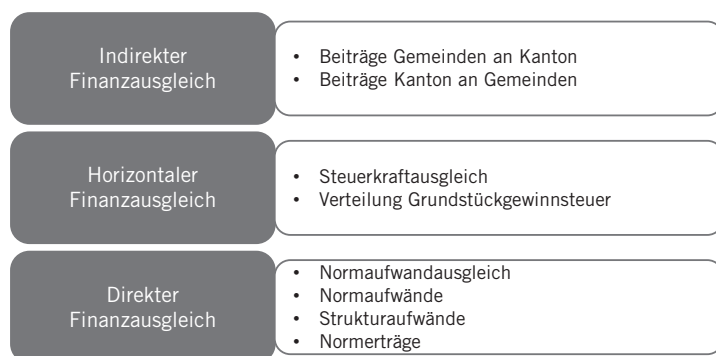 Indirekter
Finanzausgleich
• Beiträge Gemeinden an Kanton
• Beiträge Kanton an Gemeinden
Horizontaler
Finanzausgleich
• Steuerkraftausgleich
• Verteilung Grundstückgewinnsteuer
Direkter
Finanzausgleich
• Normaufwandausgleich
• Normaufwände
• Strukturaufwände
• Normerträge